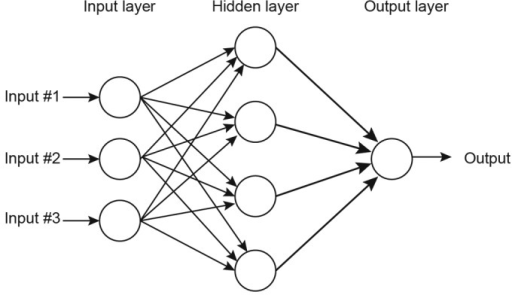 Input layer
Hidden layer
Output layer
Input #1
Input #2
Input #3
Output